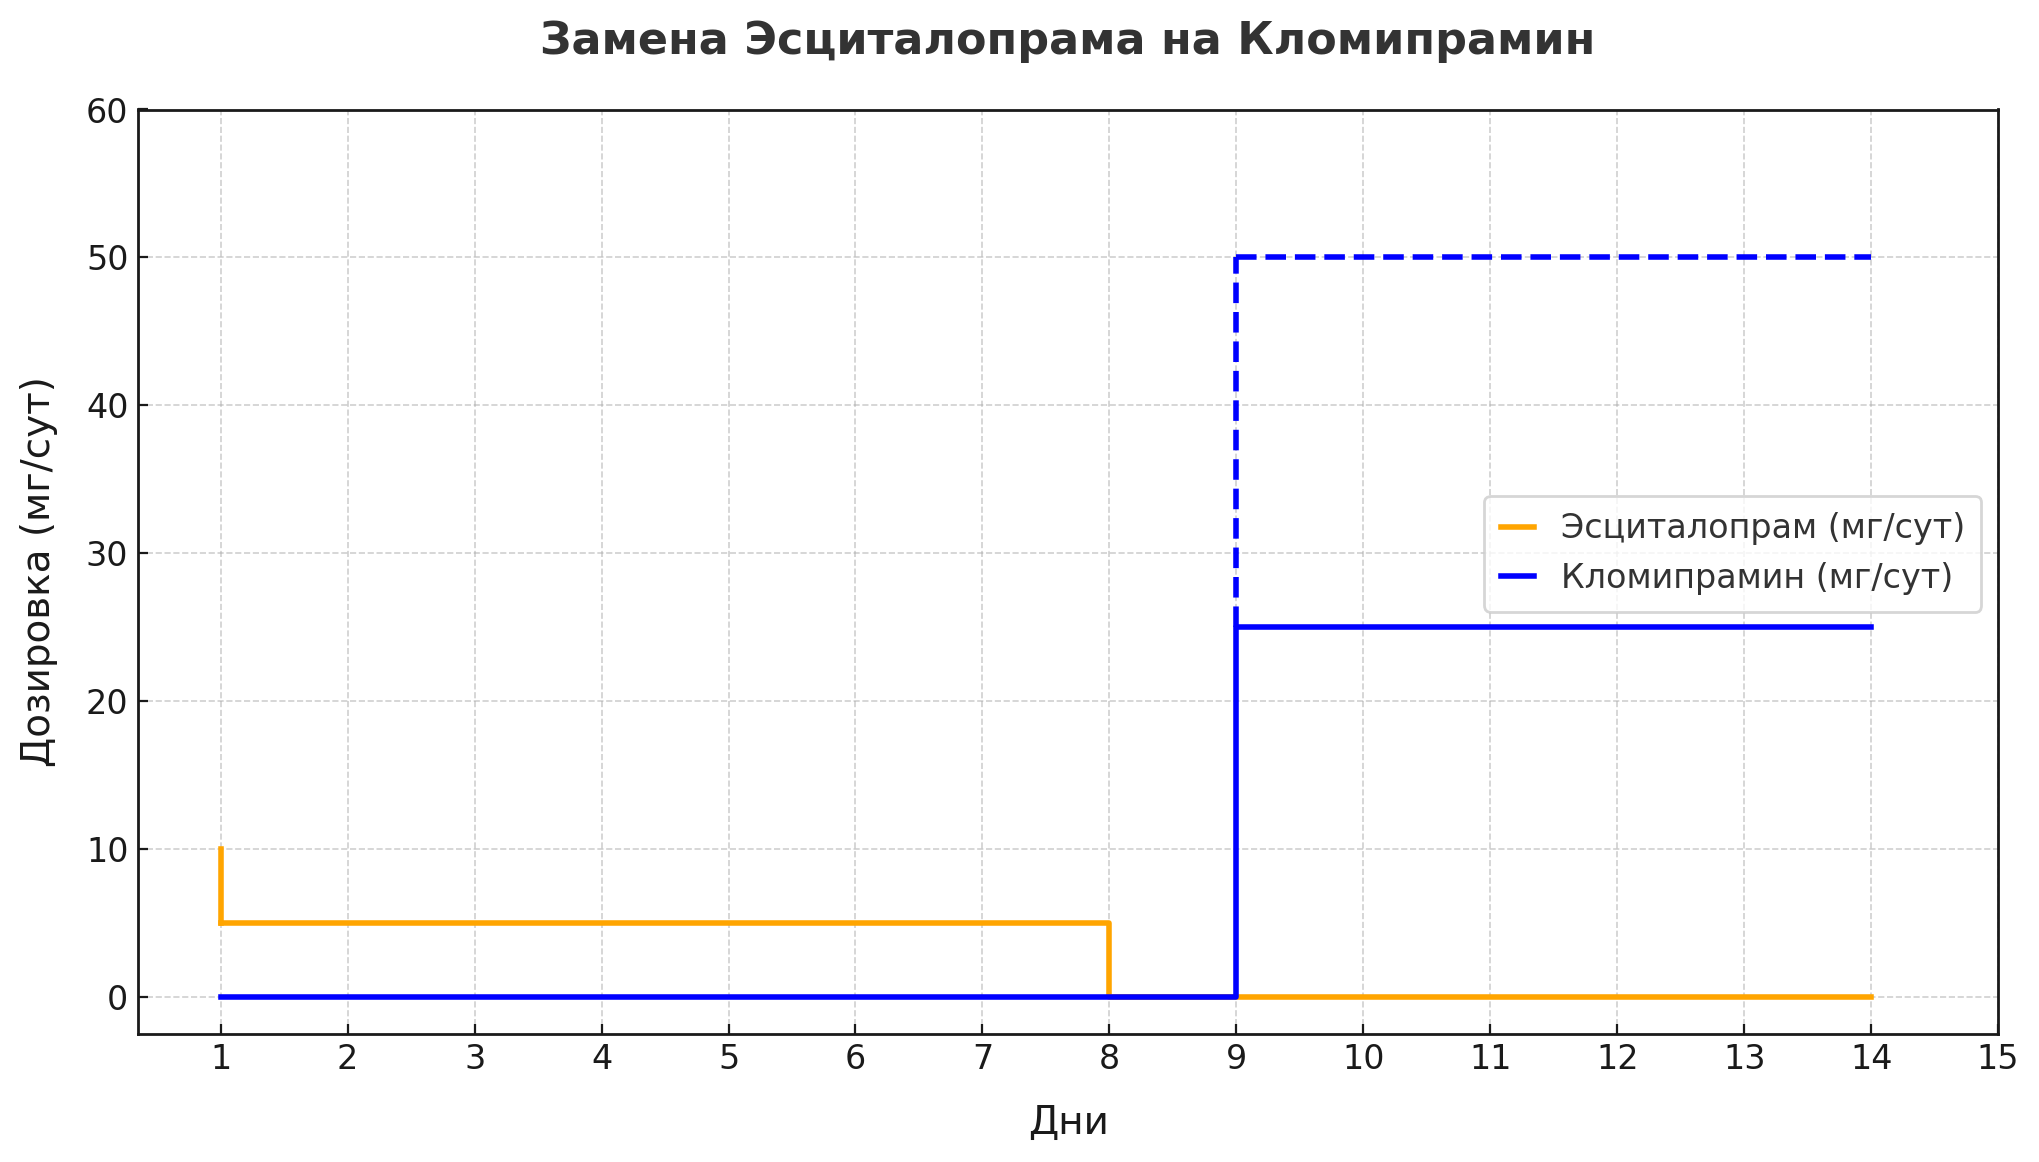 Замена Эсциталопрама на Кломипрамин
60
50
40
30
20
10
0
Дозировка (мг/сут)
Эсциталопрам (мг/сут)
Кломипрамин (мг/сут)
1 2 3 4 5 6 7 8 9 10 11 12 13 14 15
Дни